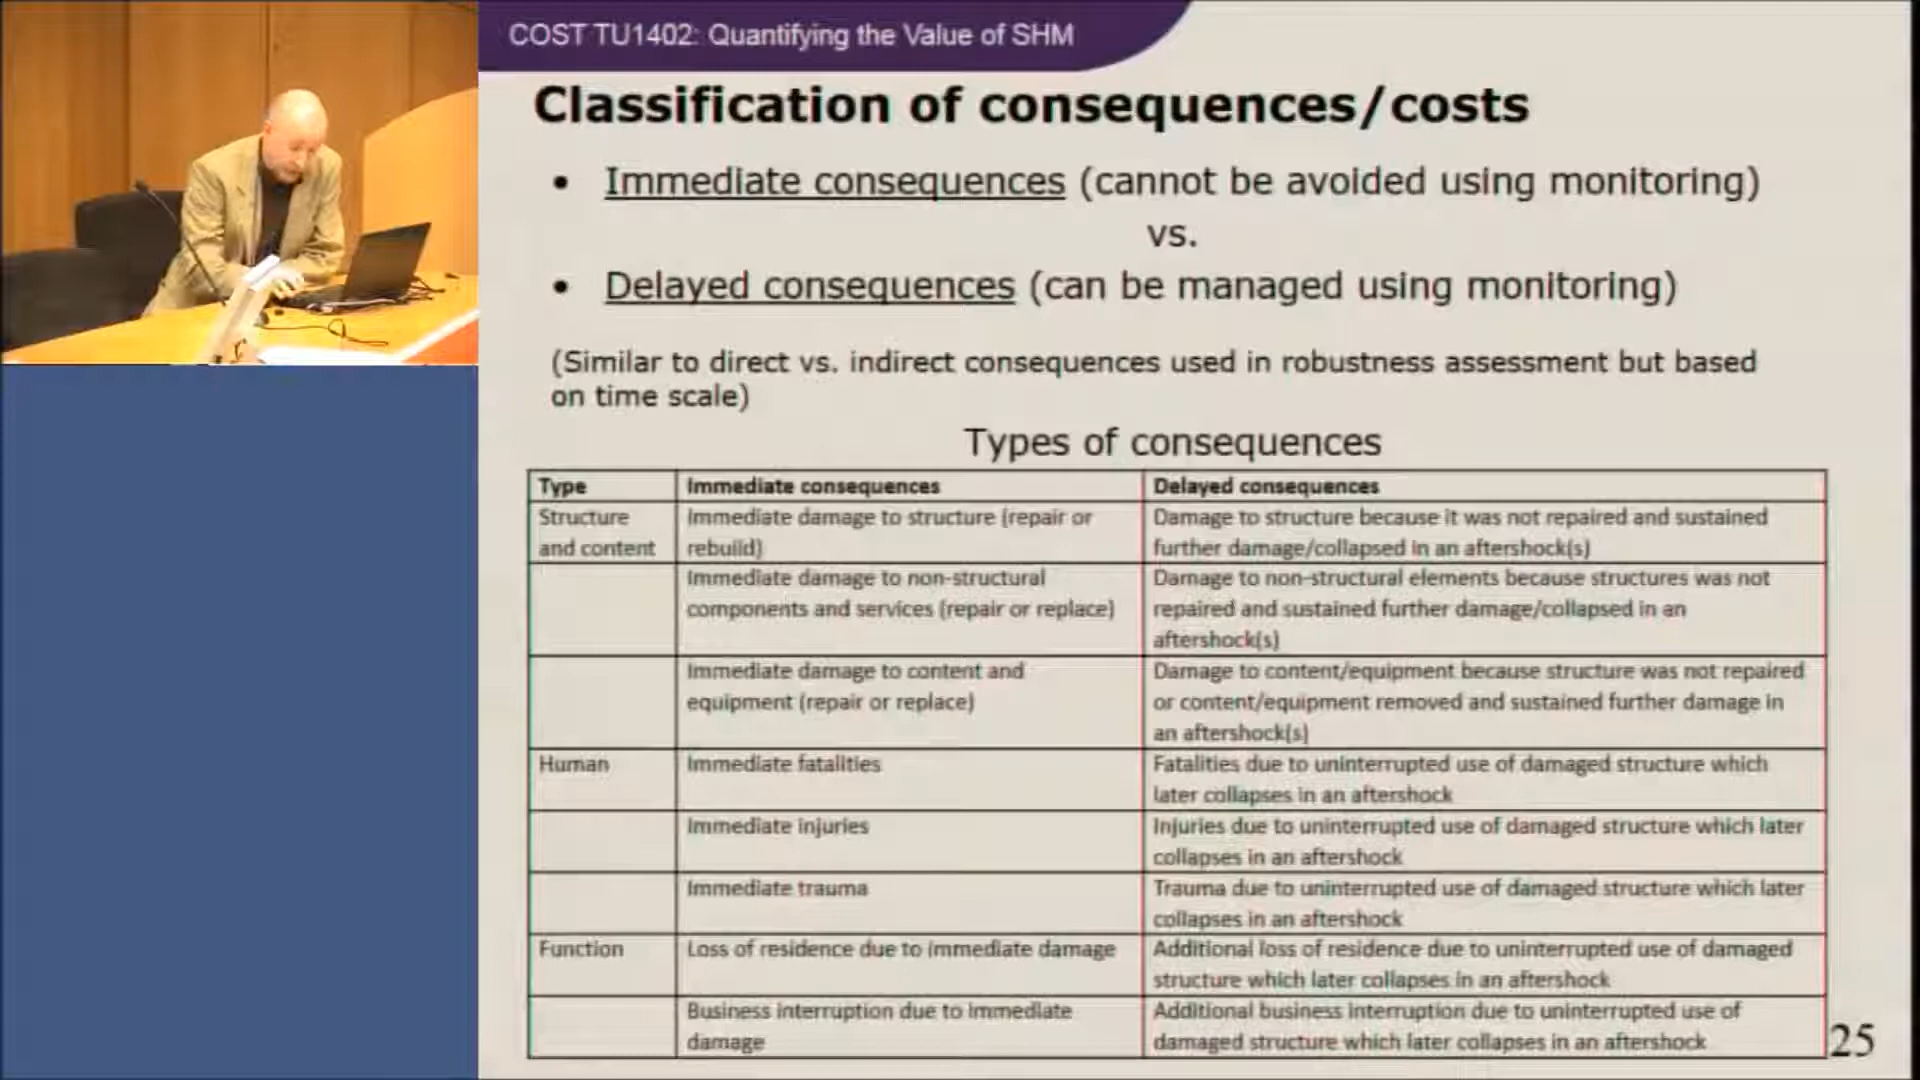 COST TU1402: Quantifying the Value of SHM
Classification of consequences/costs
• Immediate consequences (cannot be avoided using monitoring)
vs.
• Delayed consequences (can be managed using monitoring)
(Similar to direct vs. indirect consequences used in robustness assessment but based
on time scale)
Types of consequences
Type Immediate consequences Delayed consequences
Structure and content
Immediate damage to structure (repair or
rebuild)
Damage to structure because it was not repaired and sustained
further damage/collapsed in an aftershock(s)
Immediate damage to non-structural
components and services (repair or replace)
Damage to non-structural elements because structures was not
repaired and sustained further damage/collapsed in an
aftershock(s)
Immediate damage to content and
equipment (repair or replace)
Damage to content/equipment because structure was not repaired
or content/equipment removed and sustained further damage in
an aftershock(s)
Human
Immediate fatalities
Fatalities due to uninterrupted use of damaged structure which
later collapses in an aftershock
Immediate injuries
Injuries due to uninterrupted use of damaged structure which later
collapses in an aftershock
Immediate trauma
Trauma due to uninterrupted use of damaged structure which later
collapses in an aftershock
Function
Loss of residence due to immediate damage
Additional loss of residence due to uninterrupted use of damaged
structure which later collapses in an aftershock
Business interruption due to immediate
damage
Additional business interruption due to uninterrupted use of
damaged structure which later collapses in an aftershock
25